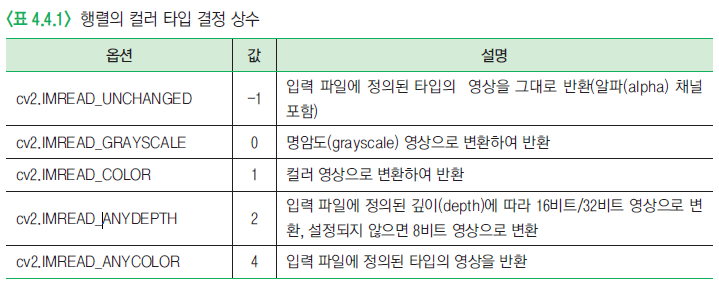 <표 4.4.1> 행렬의 컬러 타입 결정 상수
옵션 값 설명
cv2.IMREAD_UNCHANGED -1 입력 파일에 정의된 타입의 영상을 그대로 반환(알파(alpha) 채널
포함)
cv2.IMREAD_GRAYSCALE 0 명암도(grayscale) 영상으로 변환하여 반환
cv2.IMREAD_COLOR 1 컬러 영상으로 변환하여 반환
cv2.IMREAD_ANYDEPTH 2 입력 파일에 정의된 깊이(depth)에 따라 16비트/32비트 영상으로 변
환, 설정되지 않으면 8비트 영상으로 변환
cv2.IMREAD_ANYCOLOR 4 입력 파일에 정의된 타입의 영상을 반환